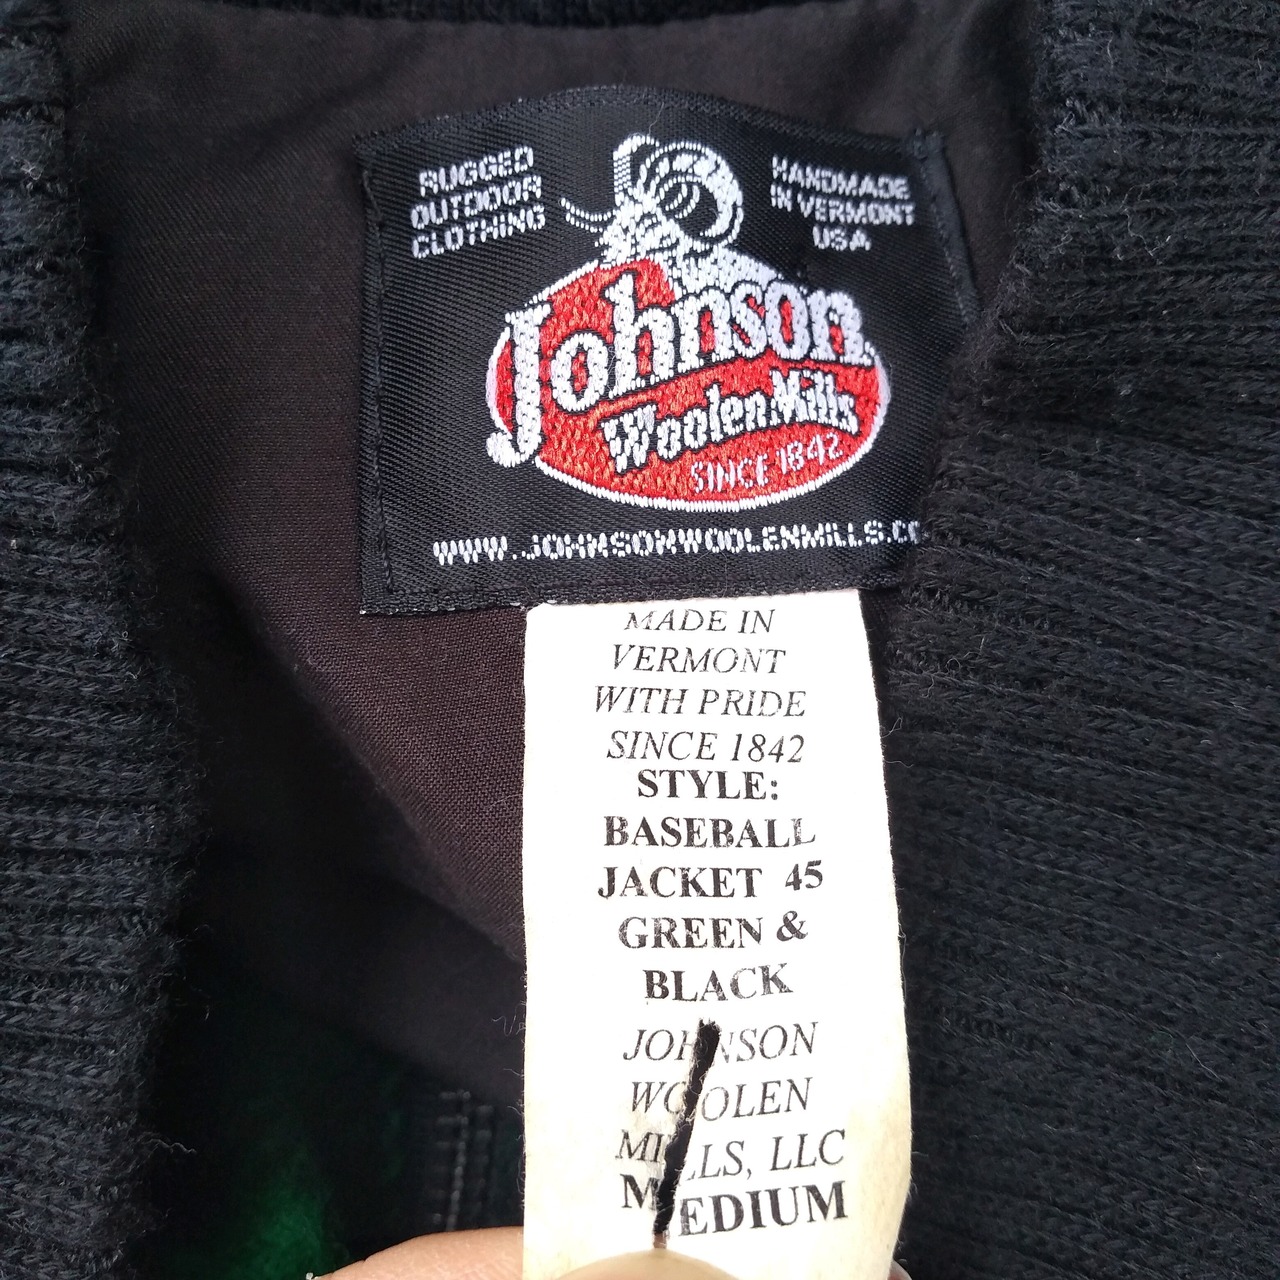 RUGGED
OUTDOOR
CLOTHING
HANDMADE
IN VERMONT
USA
Johnson
Woolen Mills
SINCE 1842
WWW.JOHNSONWOOLENMILLS.CO
MADE IN
VERMONT
WITH PRIDE
SINCE 1842
STYLE:
BASEBALL
JACKET 45
GREEN &
BLACK
JOHNSON
WOOLEN
MILLS, LLC
MEDIUM